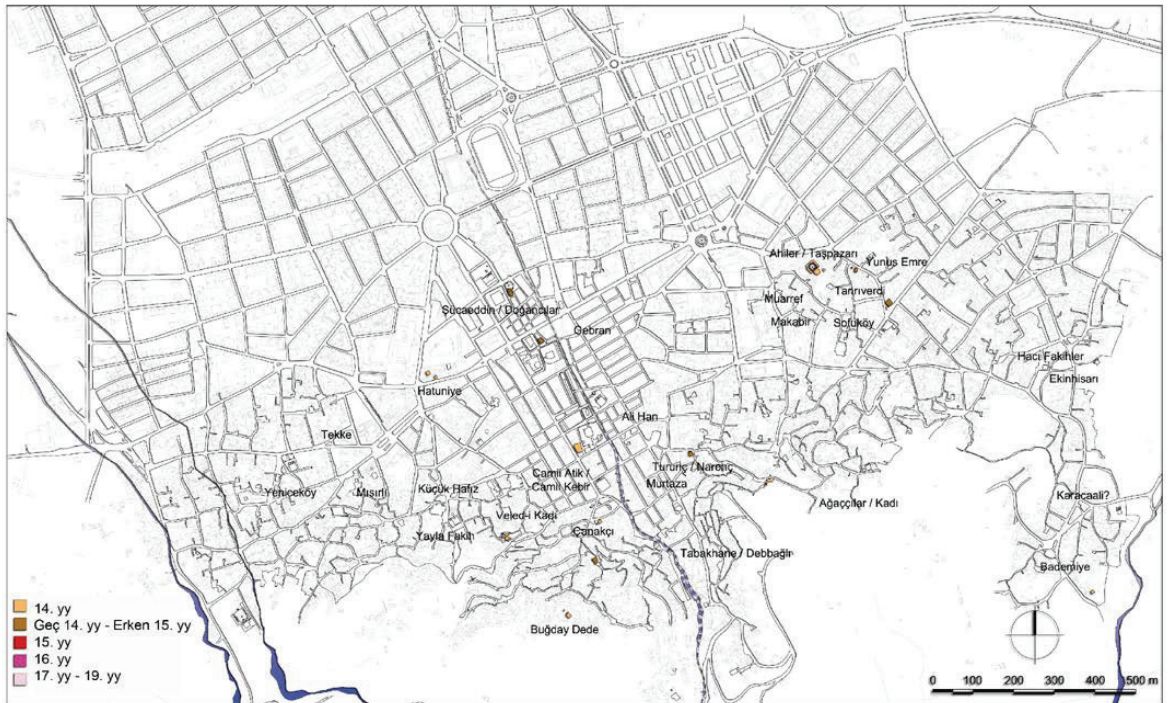 Ahiler / Taşpazarı
Yunus Emre
Tanrıverdi
Muarref
Makabir
Sofuköy
Şücaeddin / Doğancılar
Gebran
Hacı Fakihler
Ekinhisarı
Hatuniye
Ali Han
Tekke
Camii Atik /
Camii Kebir
Turunç / Narenç
Murtaza
Yeniceköy
Mısırlı
Küçük Hafız
Veled-i Kadı
Ağaççılar / Kadı
Karacaali?
Yayla Fakih
Çanakçı
Tabakhane / Debbağlı
Bademiye
Buğday Dede
14. yy
Geç 14. yy - Erken 15. yy
15. yy
16. yy
17. yy - 19. yy
0 100 200 300 400 500 m